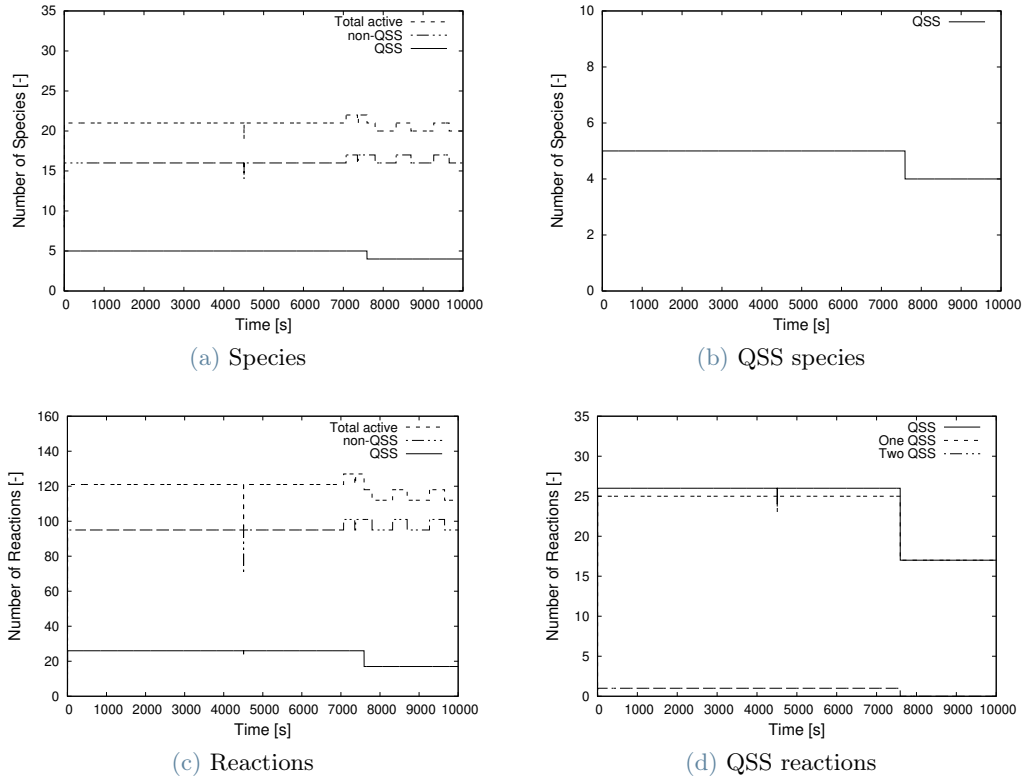 35
30
25
20
15
10
5
0
Number of Species [-]
Total active
non-QSS
QSS
0 1000 2000 3000 4000 5000 6000 7000 8000 9000 10000
Time [s]
(a) Species
10
8
6
4
2
0
Number of Species [-]
QSS
0 1000 2000 3000 4000 5000 6000 7000 8000 9000 10000
Time [s]
(b) QSS species
160
140
120
100
80
60
40
20
0
Number of Reactions [-]
Total active
non-QSS
QSS
0 1000 2000 3000 4000 5000 6000 7000 8000 9000 10000
Time [s]
(c) Reactions
35
30
25
20
15
10
5
0
Number of Reactions [-]
QSS
One QSS
Two QSS
0 1000 2000 3000 4000 5000 6000 7000 8000 9000 10000
Time [s]
(d) QSS reactions